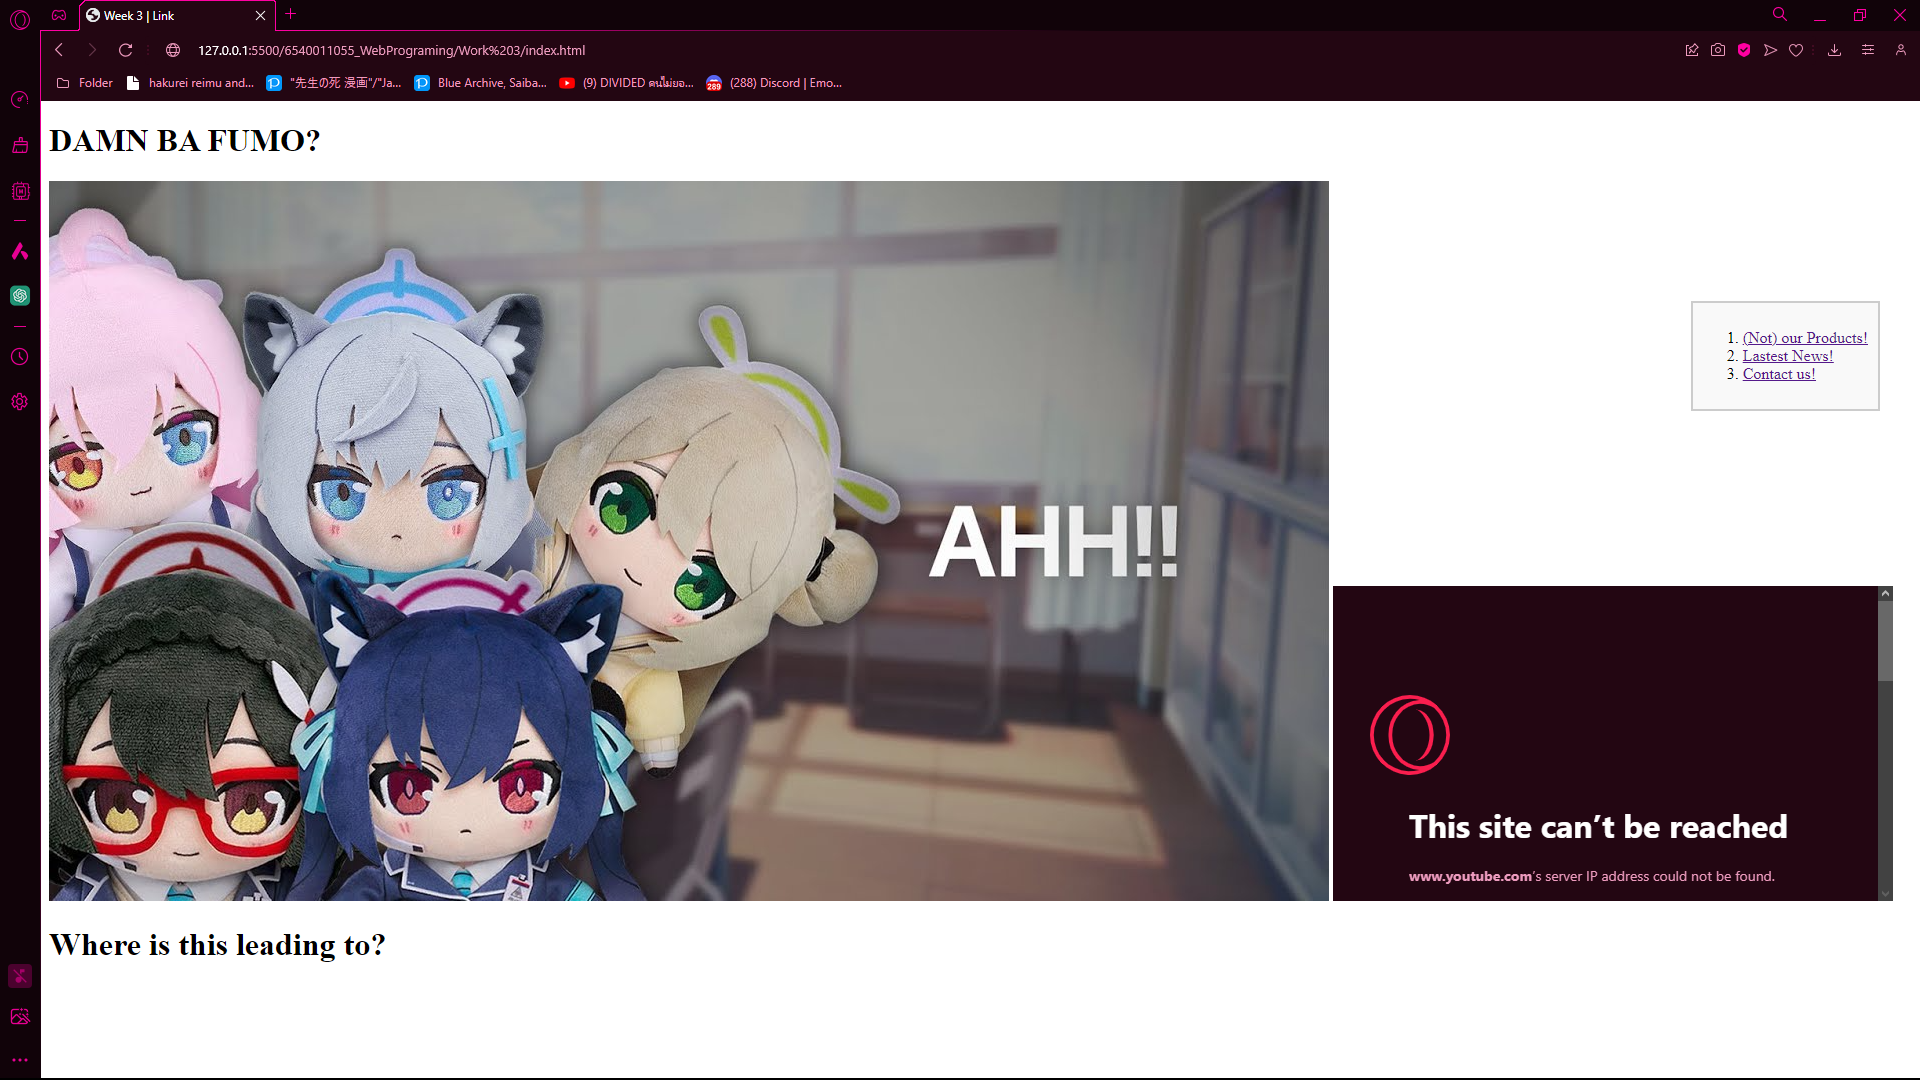 Week 3 | Link
127.0.0.1:5500/6540011055_WebPrograming/Work%203/index.html
Folder
hakurei reimu and...
"先生の死 漫画"/"Ja...
Blue Archive, Saiba...
(9) DIVIDED คนไม่ยอ...
289
(288) Discord | Emo...
DAMN BA FUMO?
AHH!!
1. (Not) our Products!
2. Lastest News!
3. Contact us!
This site can’t be reached
www.youtube.com’s server IP address could not be found.
Where is this leading to?